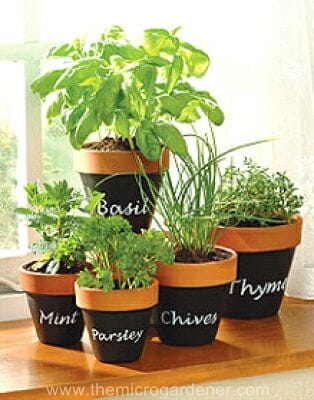 Basil
Mint
Parsley
Chives
Thyme
www.themicrogardener.com